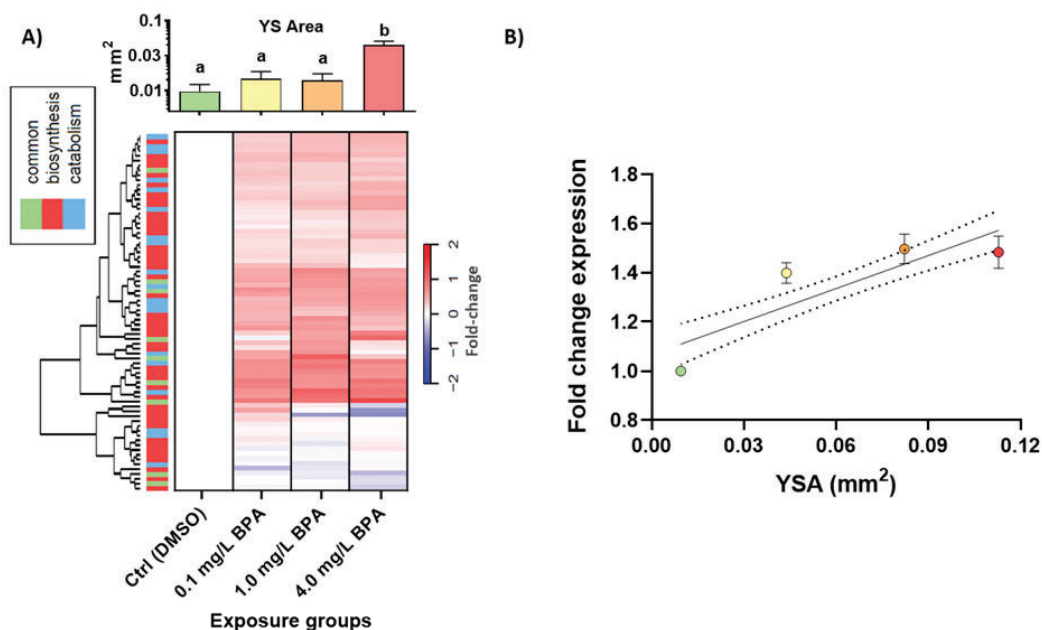 A)
YS Area
mm²
0.1
0.03
0.01
a
a
a
b
common
biosynthesis
catabolism
2
1
0
−1
−2
Fold-change
Ctrl (DMSO)
0.1 mg/L BPA
1.0 mg/L BPA
4.0 mg/L BPA
Exposure groups
B)
Fold change expression
1.8
1.6
1.4
1.2
1.0
0.8
0.00
0.03
0.06
0.09
0.12
YSA (mm²)